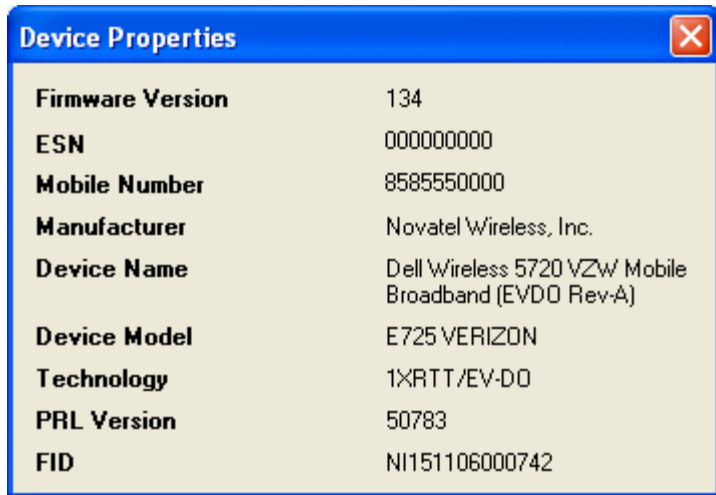 Device Properties
Firmware Version 134
ESN 000000000
Mobile Number 8585550000
Manufacturer Novatel Wireless, Inc.
Device Name Dell Wireless 5720 VZW Mobile
Broadband (EVDO Rev-A)
Device Model E725 VERIZON
Technology 1XRTT/EV-DO
PRL Version 50783
FID NI151106000742